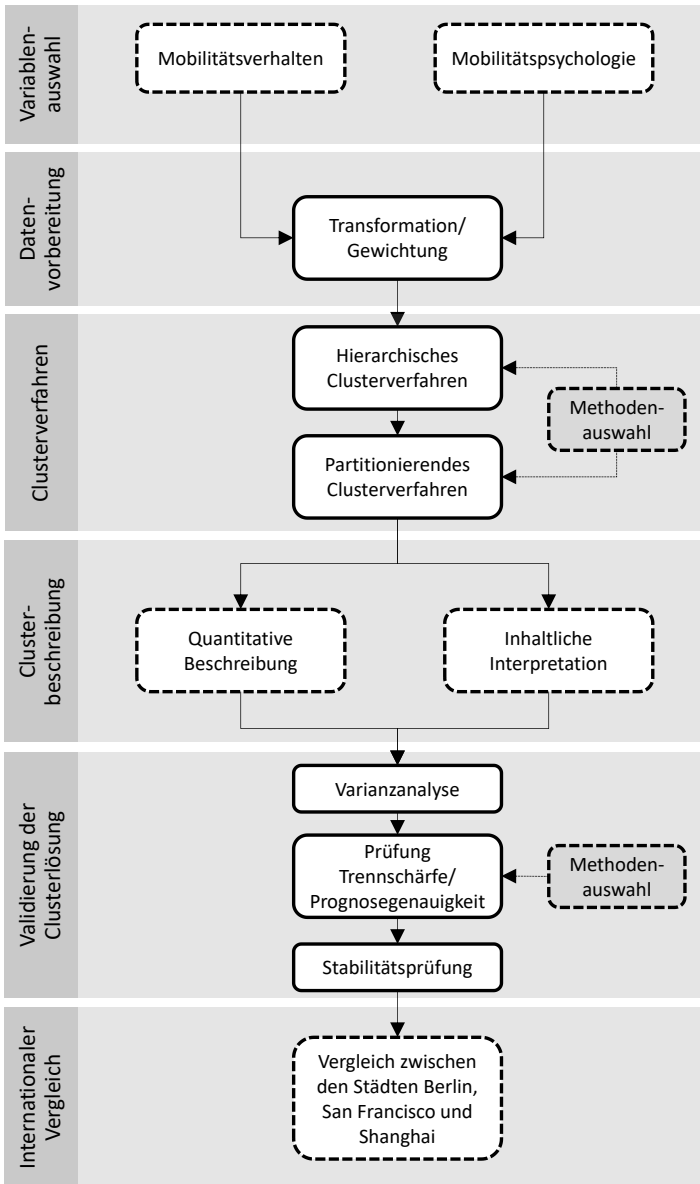 Variablen-
auswahl
Mobilitätsverhalten
Mobilitätspsychologie
Daten-
vorbereitung
Transformation/
Gewichtung
Clusterverfahren
Hierarchisches
Clusterverfahren
Methoden-
auswahl
Partitionierendes
Clusterverfahren
Cluster-
beschreibung
Quantitative
Beschreibung
Inhaltliche
Interpretation
Validierung der
Clusterlösung
Varianzanalyse
Prüfung
Trennschärfe/
Prognosegenauigkeit
Methoden-
auswahl
Stabilitätsprüfung
Internationaler
Vergleich
Vergleich zwischen
den Städten Berlin,
San Francisco und
Shanghai